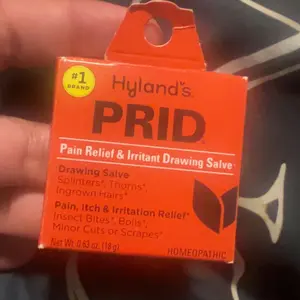 #1
BRAND
Hyland's
PRID
Pain Relief & Irritant Drawing Salve*
Drawing Salve
Splinters*, Thorns*,
Ingrown Hairs*
Pain, Itch & Irritation Relief*
Insect Bites*, Boils*,
Minor Cuts or Scrapes*
Net Wt. 0.63 oz. (18 g)
HOMEOPATHIC